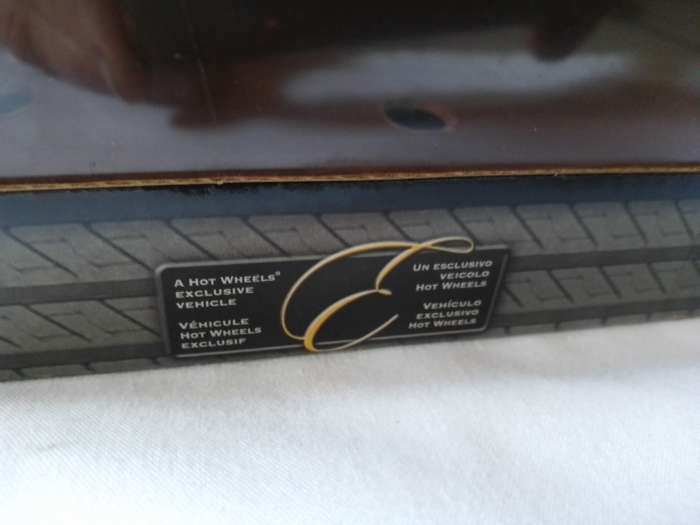 A HOT WHEELS®
EXCLUSIVE
VEHICLE
VÉHICULE
HOT WHEELS
EXCLUSIF
E
UN ESCLUSIVO
VEICOLO
HOT WHEELS
VEHÍCULO
EXCLUSIVO
HOT WHEELS